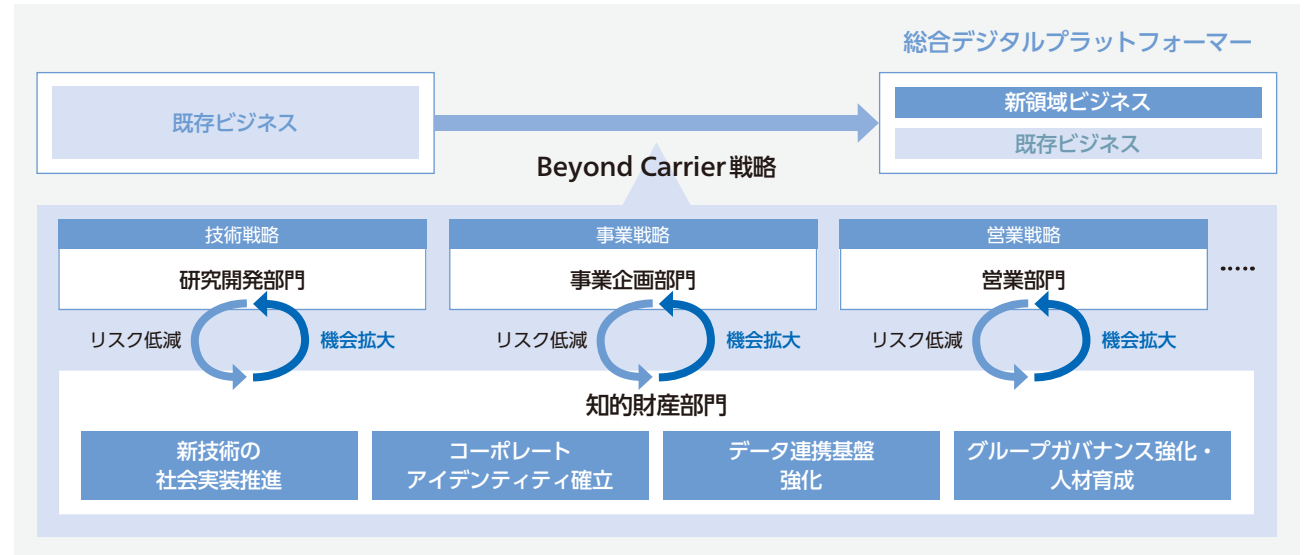 総合デジタルプラットフォーマー
既存ビジネス
新領域ビジネス
既存ビジネス
Beyond Carrier戦略
技術戦略
研究開発部門
事業戦略
事業企画部門
営業戦略
営業部門
.....
リスク低減
機会拡大
リスク低減
機会拡大
リスク低減
機会拡大
知的財産部門
新技術の
社会実装推進
コーポレート
アイデンティティ確立
データ連携基盤
強化
グループガバナンス強化・
人材育成